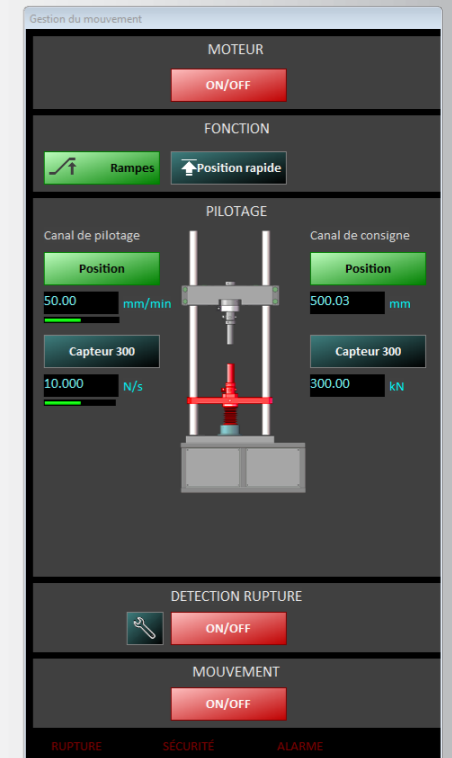 Gestion du mouvement
MOTEUR
ON/OFF
FONCTION
Rampes
Position rapide
PILOTAGE
Canal de pilotage
Canal de consigne
Position
Position
50.00 mm/min
500.03 mm
Capteur 300
Capteur 300
10.000 N/s
300.00 kN
DETECTION RUPTURE
ON/OFF
MOUVEMENT
ON/OFF
RUPTURE SÉCURITÉ ALARME